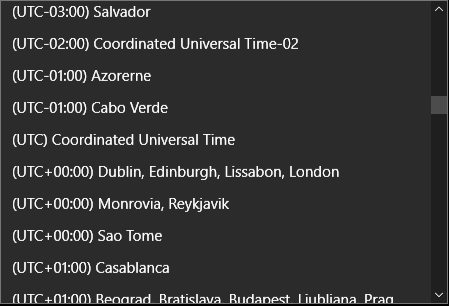 (UTC-03:00) Salvador
(UTC-02:00) Coordinated Universal Time-02
(UTC-01:00) Azorerne
(UTC-01:00) Cabo Verde
(UTC) Coordinated Universal Time
(UTC+00:00) Dublin, Edinburgh, Lissabon, London
(UTC+00:00) Monrovia, Reykjavik
(UTC+00:00) Sao Tome
(UTC+01:00) Casablanca
(UTC+01:00) Beograd, Bratislava, Budapest, Ljubljana, Prag